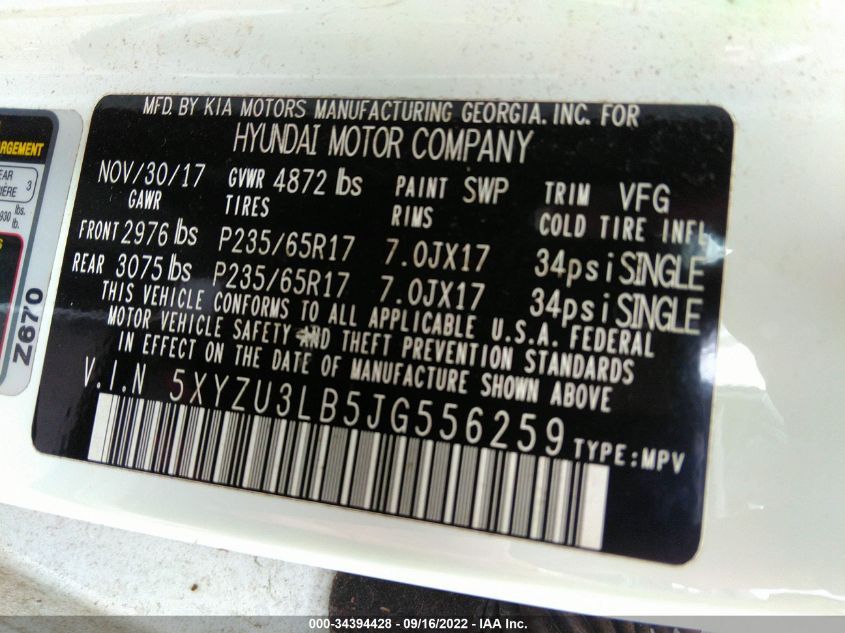 MFD. BY KIA MOTORS MANUFACTURING GEORGIA. INC. FOR
HYUNDAI MOTOR COMPANY
NOV/30/17 GVWR 4872 lbs PAINT SWP TRIM VFG
GAWR TIRES RIMS COLD TIRE INFL
FRONT 2976 lbs P235/65R17 7.0JX17 34psi SINGLE
REAR 3075 lbs P235/65R17 7.0JX17 34psi SINGLE
THIS VEHICLE CONFORMS TO ALL APPLICABLE U.S.A. FEDERAL
MOTOR VEHICLE SAFETY AND THEFT PREVENTION STANDARDS
IN EFFECT ON THE DATE OF MANUFACTURE SHOWN ABOVE
V.I.N 5XYZU3LB5JG556259 TYPE:MPV
3
lbs.
lb.
Z670
000-34394428 - 09/16/2022 - IAA Inc.